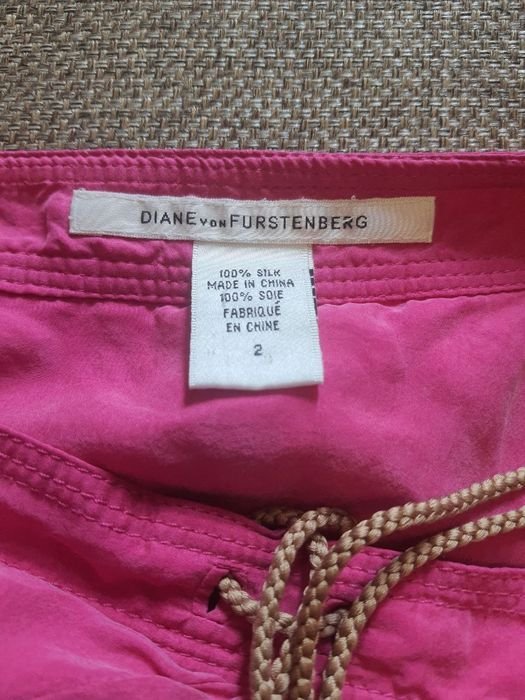 DIANE VON FURSTENBERG
100% SILK
MADE IN CHINA
100% SOIE
FABRIQUÉ
EN CHINE
2